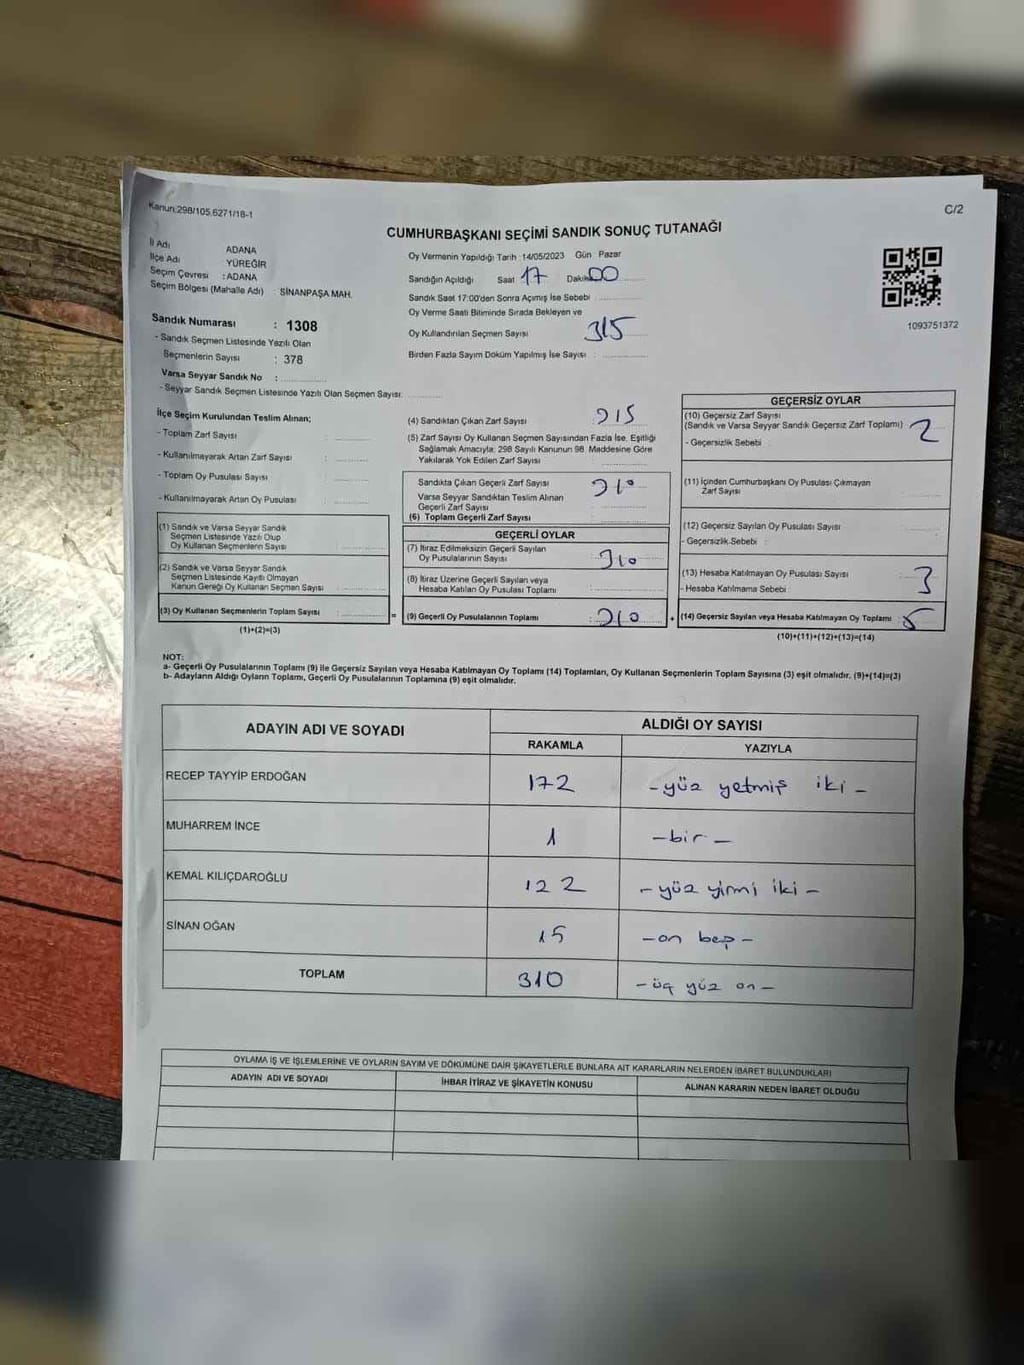 Kanun:298/105,6271/18-1
C/2
CUMHURBAŞKANI SEÇİMİ SANDIK SONUÇ TUTANAĞI
İl Adı ADANA
İlçe Adı YÜREĞİR
Seçim Çevresi : ADANA
Seçim Bölgesi (Mahalle Adı) : SİNANPAŞA MAH.
Sandık Numarası : 1308
- Sandık Seçmen Listesinde Yazılı Olan
Seçmenlerin Sayısı : 378
Varsa Seyyar Sandık No :
- Seyyar Sandık Seçmen Listesinde Yazılı Olan Seçmen Sayısı:
Oy Vermenin Yapıldığı Tarih :14/05/2023 Gün Pazar
Sandığın Açıldığı Saat 17 Dakika 00
Sandık Saat 17:00'den Sonra Açılmış İse Sebebi
Oy Verme Saati Bitiminde Sırada Bekleyen ve
Oy Kullandırılan Seçmen Sayısı 315
Birden Fazla Sayım Döküm Yapılmış İse Sayısı :
1093751372
İlçe Seçim Kurulundan Teslim Alınan;
- Toplam Zarf Sayısı :
- Kullanılmayarak Artan Zarf Sayısı :
- Toplam Oy Pusulası Sayısı :
- Kullanılmayarak Artan Oy Pusulası :
(1) Sandık ve Varsa Seyyar Sandık
Seçmen Listesinde Yazılı Olup
Oy Kullanan Seçmenlerin Sayısı :
(2) Sandık ve Varsa Seyyar Sandık
Seçmen Listesinde Kayıtlı Olmayan
Kanun Gereği Oy Kullanan Seçmen Sayısı :
(3) Oy Kullanan Seçmenlerin Toplam Sayısı : =
(1)+(2)=(3)
(4) Sandıktan Çıkan Zarf Sayısı : 315
(5) Zarf Sayısı Oy Kullanan Seçmen Sayısından Fazla İse, Eşitliği
Sağlamak Amacıyla; 298 Sayılı Kanunun 98. Maddesine Göre
Yakılarak Yok Edilen Zarf Sayısı :
Sandıkta Çıkan Geçerli Zarf Sayısı : 310
Varsa Seyyar Sandıktan Teslim Alınan
Geçerli Zarf Sayısı :
(6) Toplam Geçerli Zarf Sayısı :
GEÇERLİ OYLAR
(7) İtiraz Edilmeksizin Geçerli Sayılan
Oy Pusulalarının Sayısı : 310
(8) İtiraz Üzerine Geçerli Sayılan veya
Hesaba Katılan Oy Pusulası Toplamı :
(9) Geçerli Oy Pusulalarının Toplamı : 310 +
GEÇERSİZ OYLAR
(10) Geçersiz Zarf Sayısı
(Sandık ve Varsa Seyyar Sandık Geçersiz Zarf Toplamı) 2
- Geçersizlik Sebebi :
(11) İçinden Cumhurbaşkanı Oy Pusulası Çıkmayan
Zarf Sayısı :
(12) Geçersiz Sayılan Oy Pusulası Sayısı :
- Geçersizlik Sebebi :
(13) Hesaba Katılmayan Oy Pusulası Sayısı : 3
- Hesaba Katılmama Sebebi :
(14) Geçersiz Sayılan veya Hesaba Katılmayan Oy Toplamı : 5
(10)+(11)+(12)+(13)=(14)
NOT:
a- Geçerli Oy Pusulalarının Toplamı (9) ile Geçersiz Sayılan veya Hesaba Katılmayan Oy Toplamı (14) Toplamları, Oy Kullanan Seçmenlerin Toplam Sayısına (3) eşit olmalıdır. (9)+(14)=(3)
b- Adayların Aldığı Oyların Toplamı, Geçerli Oy Pusulalarının Toplamına (9) eşit olmalıdır.
ADAYIN ADI VE SOYADI ALDIĞI OY SAYISI
RAKAMLA YAZIYLA
RECEP TAYYİP ERDOĞAN 172 - yüz yetmiş iki -
MUHARREM İNCE 1 - bir -
KEMAL KILIÇDAROĞLU 122 - yüz yirmi iki -
SİNAN OĞAN 15 - on beş -
TOPLAM 310 - üç yüz on -
OYLAMA İŞ VE İŞLEMLERİNE VE OYLARIN SAYIM VE DÖKÜMÜNE DAİR ŞİKAYETLERLE BUNLARA AİT KARARLARIN NELERDEN İBARET BULUNDUKLARI
ADAYIN ADI VE SOYADI İHBAR İTİRAZ VE ŞİKAYETİN KONUSU ALINAN KARARIN NEDEN İBARET OLDUĞU